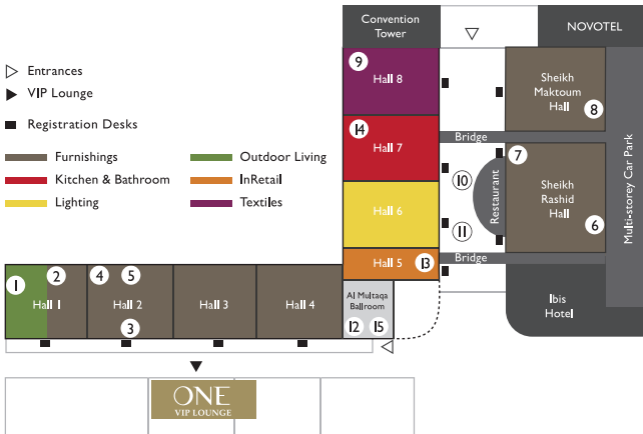 Convention
Tower
NOVOTEL
Entrances
VIP Lounge
Registration Desks
Furnishings
Outdoor Living
Kitchen & Bathroom
InRetail
Lighting
Textiles
9
Hall 8
Sheikh
Maktoum
Hall
8
Bridge
14
Hall 7
7
10
Restaurant
Sheikh
Rashid
Hall
6
Multi-storey Car Park
Hall 6
11
Bridge
Hall 5
13
Ibis
Hotel
1
2
Hall 1
4
5
Hall 2
3
Hall 3
Hall 4
Al Multaqa
Ballroom
12
15
ONE
VIP LOUNGE